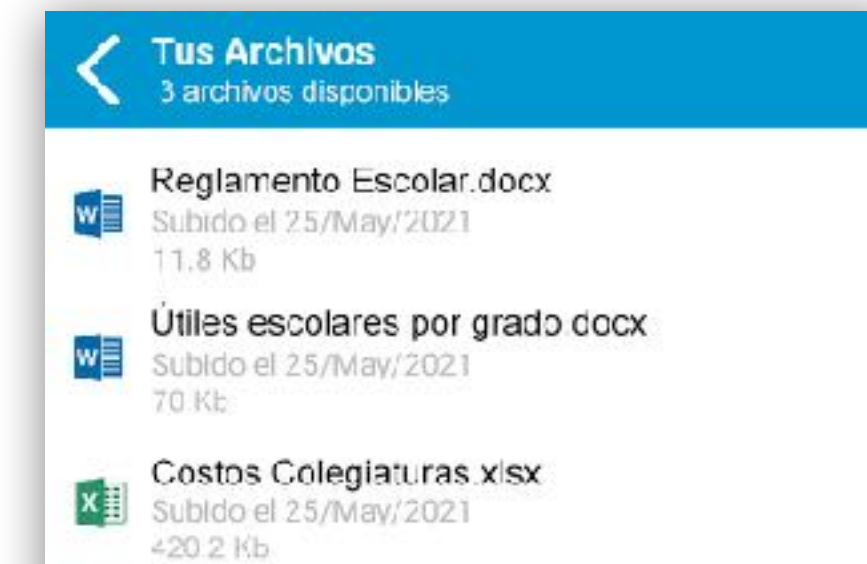 Tus Archivos
3 archivos disponibles
Reglamento Escolar.docx
Subido el 25/May/2021
11.8 Kb
Útiles escolares por grado docx
Subido el 25/May/2021
70 Kb
Costos Colegiaturas.xlsx
Subido el 25/May/2021
420.2 Kb